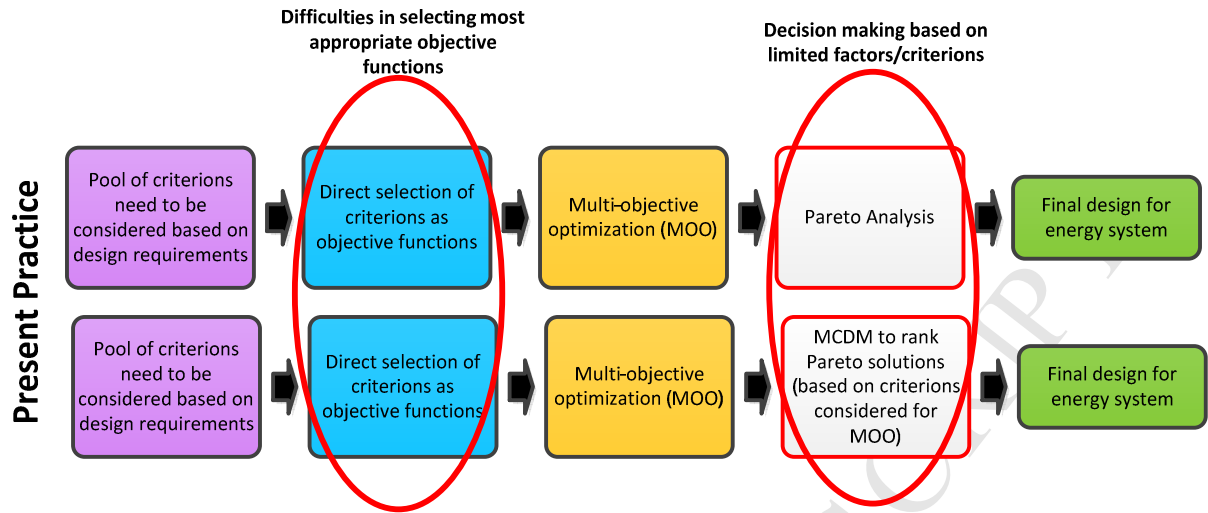 Difficulties in selecting most
appropriate objective
functions
Decision making based on
limited factors/criterions
Present Practice
Pool of criterions
need to be
considered based on
design requirements
Direct selection of
criterions as
objective functions
Multi-objective
optimization (MOO)
Pareto Analysis
Final design for
energy system
Pool of criterions
need to be
considered based on
design requirements
Direct selection of
criterions as
objective functions
Multi-objective
optimization (MOO)
MCDM to rank
Pareto solutions
(based on criterions
considered for
MOO)
Final design for
energy system